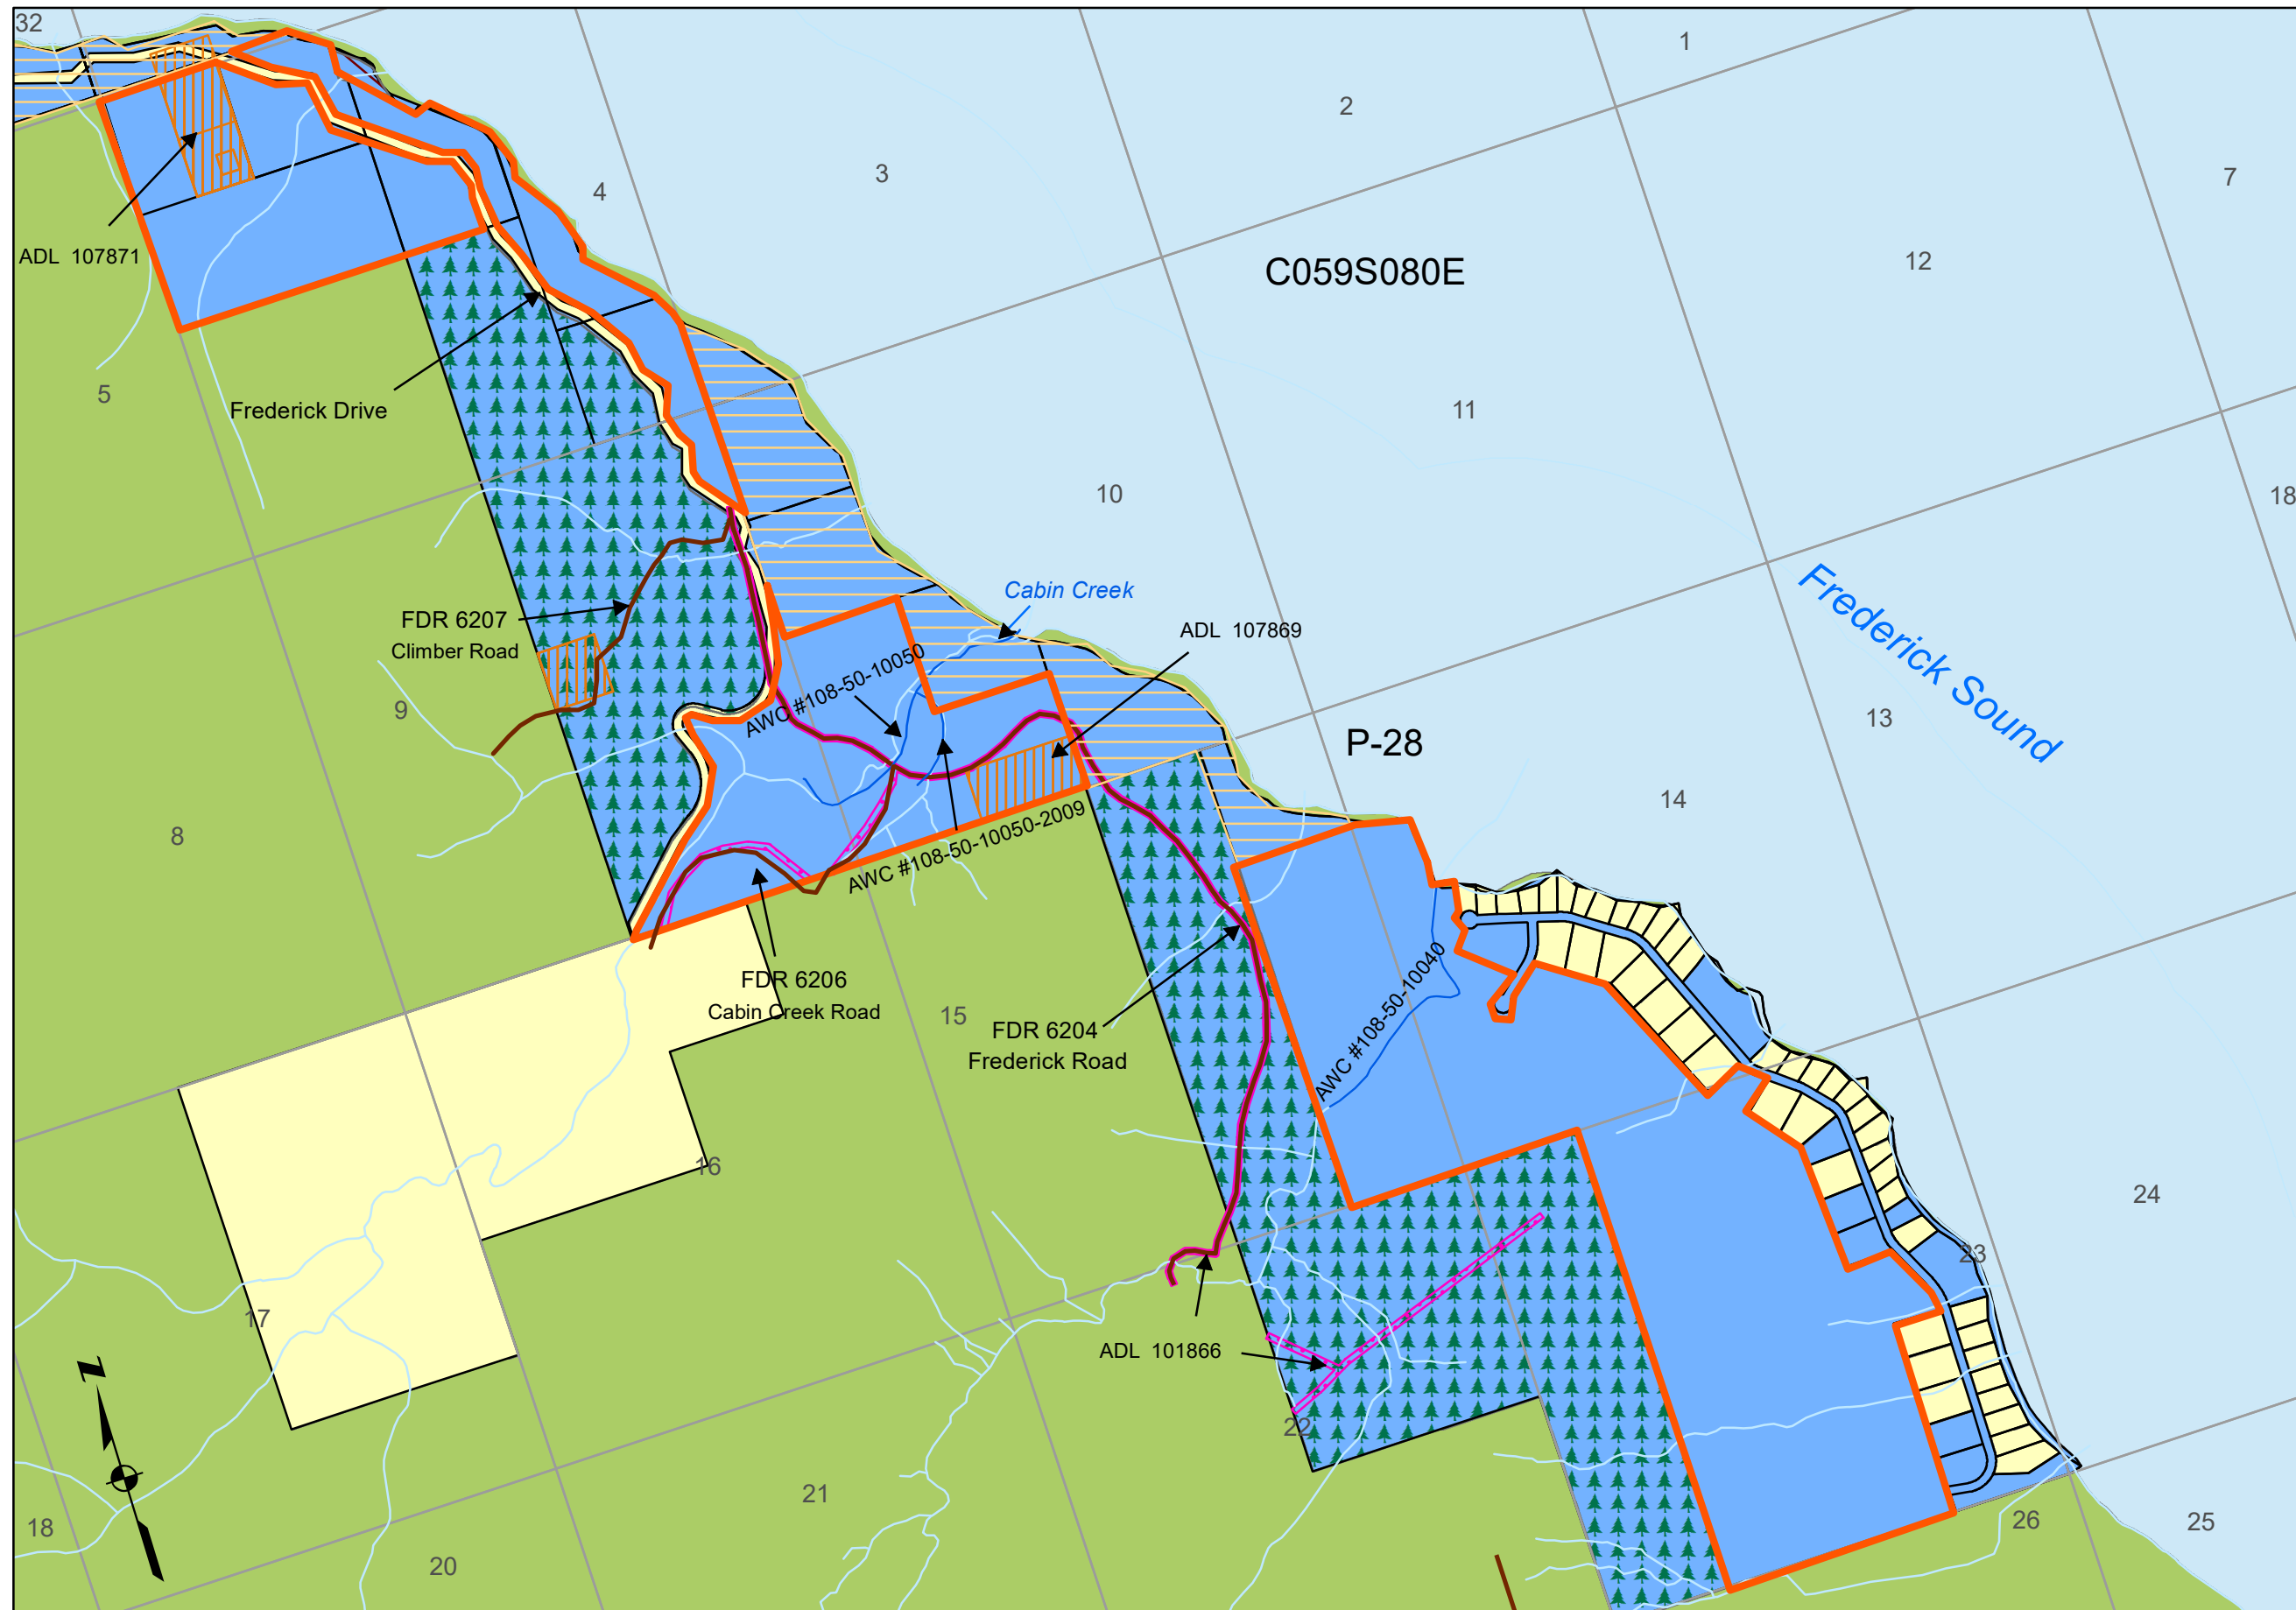 32
1
2
3
4
7
ADL 107871
C059S080E
12
5
Frederick Drive
11
10
18
Cabin Creek
Frederick Sound
FDR 6207
Climber Road
ADL 107869
AWC #108-50-10050
9
P-28
13
14
8
AWC #108-50-10050-2009
AWC #108-50-10040
FDR 6206
Cabin Creek Road
15
FDR 6204
Frederick Road
16
24
23
17
ADL 101866
N
22
21
18
26
25
20